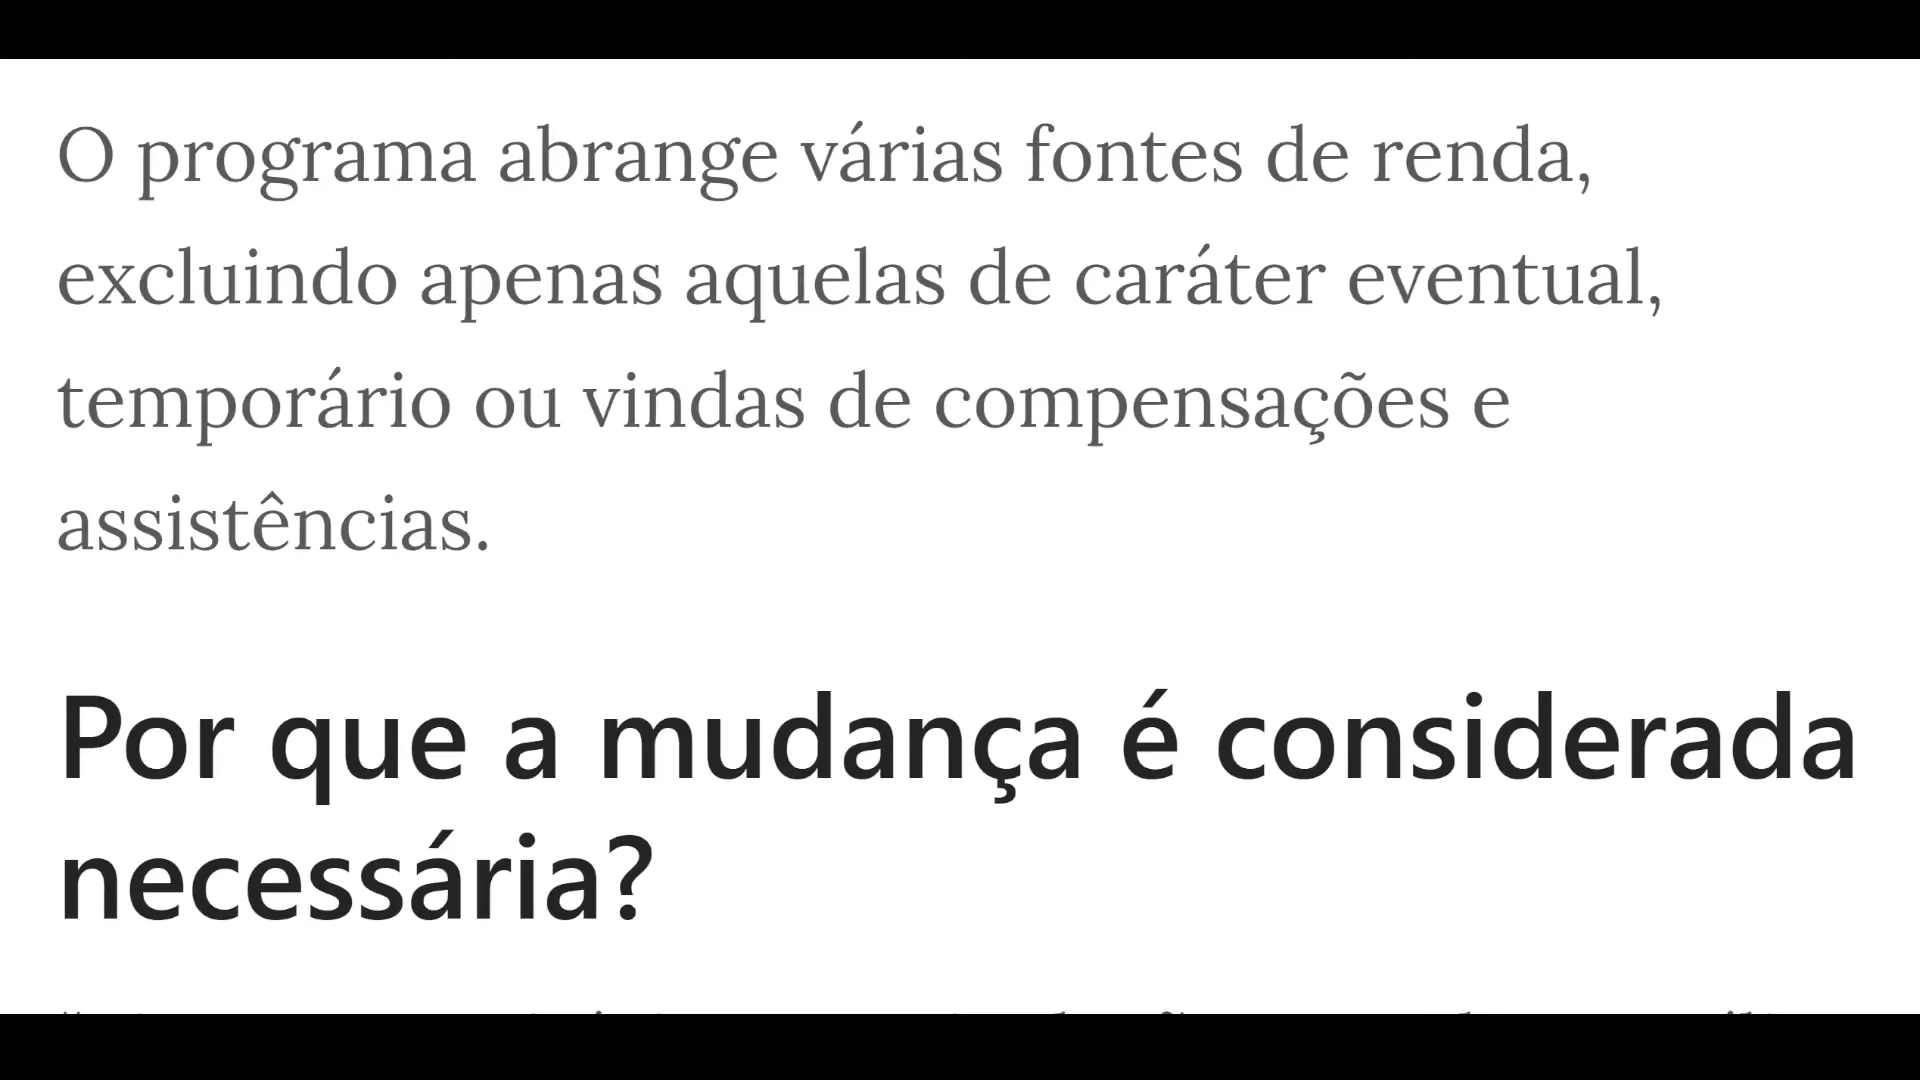 O programa abrange várias fontes de renda,
excluindo apenas aquelas de caráter eventual,
temporário ou vindas de compensações e
assistências.
Por que a mudança é considerada
necessária?